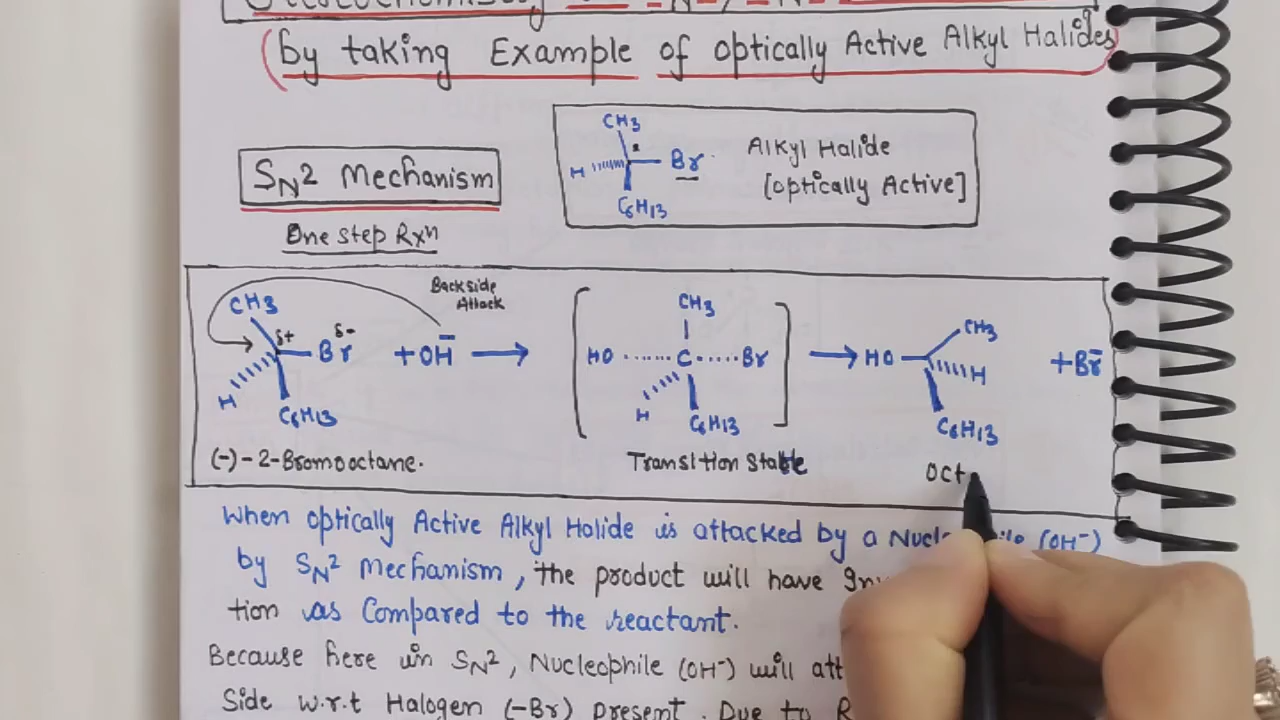 by taking Example of optically Active Alkyl Halides
CH3
H Br
C6H13
Alkyl Halide
[optically Active]
SN2 Mechanism
One step Rxn
Backside
Attack
CH3
δ+ δ-
Br + OH⁻
H
C6H13
CH3
HO C Br
H
C6H13
CH3
HO H + Br⁻
C6H13
(-)-2-Bromooctane.
Transition State
Oct
When optically Active Alkyl Halide is attacked by a (OH⁻)
by SN2 mechanism, the product will have
tion as Compared to the reactant.
Because here in SN2, Nucleophile (OH⁻) will
Side w.r.t Halogen (-Br) present. Due to